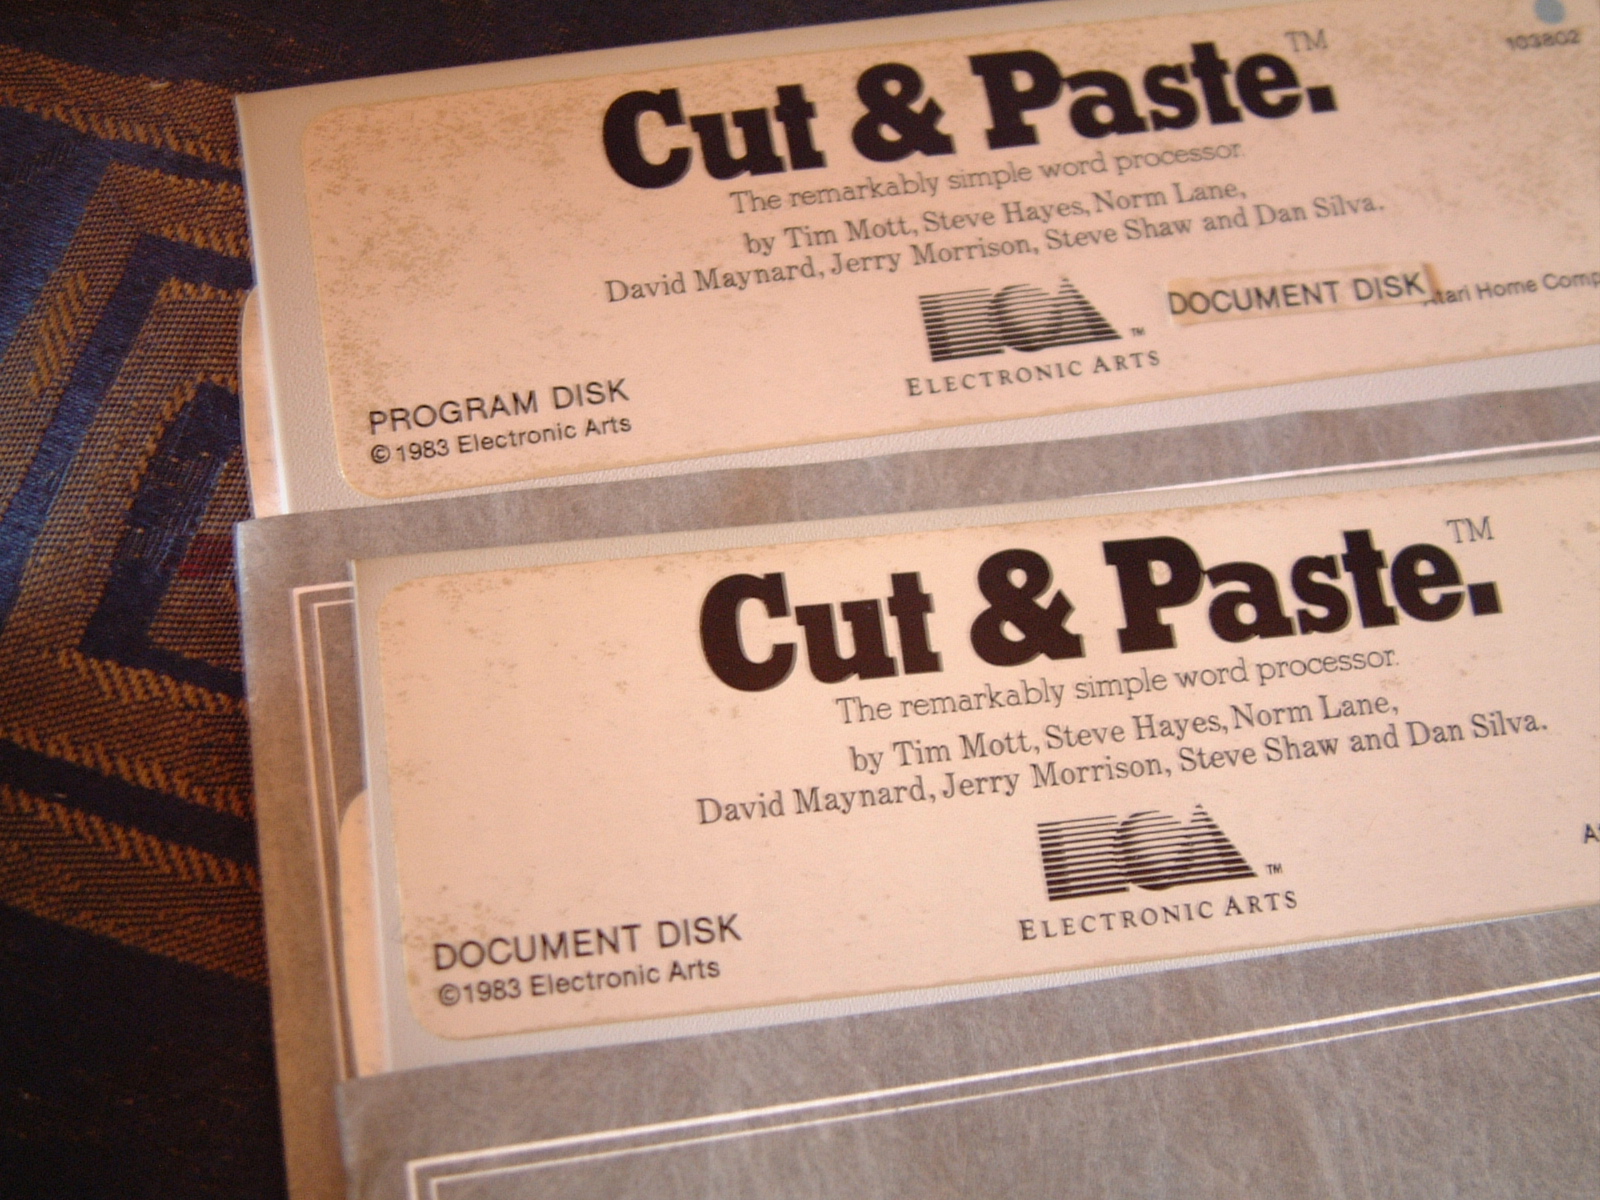 103802
Cut & Paste.™
The remarkably simple word processor.
by Tim Mott, Steve Hayes, Norm Lane,
David Maynard, Jerry Morrison, Steve Shaw and Dan Silva.
EOA™
ELECTRONIC ARTS
DOCUMENT DISK
Atari Home Comp
PROGRAM DISK
©1983 Electronic Arts
Cut & Paste.™
The remarkably simple word processor.
by Tim Mott, Steve Hayes, Norm Lane,
David Maynard, Jerry Morrison, Steve Shaw and Dan Silva.
EOA™
ELECTRONIC ARTS
DOCUMENT DISK
©1983 Electronic Arts